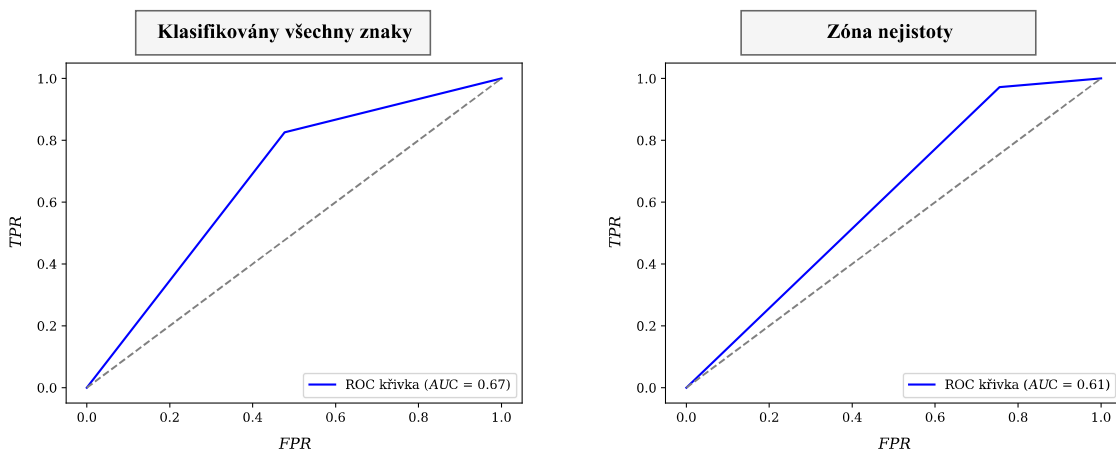 Klasifikovány všechny znaky
1.0
0.8
0.6
0.4
0.2
0.0
TPR
ROC křivka (AUC = 0.67)
0.0 0.2 0.4 0.6 0.8 1.0
FPR
Zóna nejistoty
1.0
0.8
0.6
0.4
0.2
0.0
TPR
ROC křivka (AUC = 0.61)
0.0 0.2 0.4 0.6 0.8 1.0
FPR